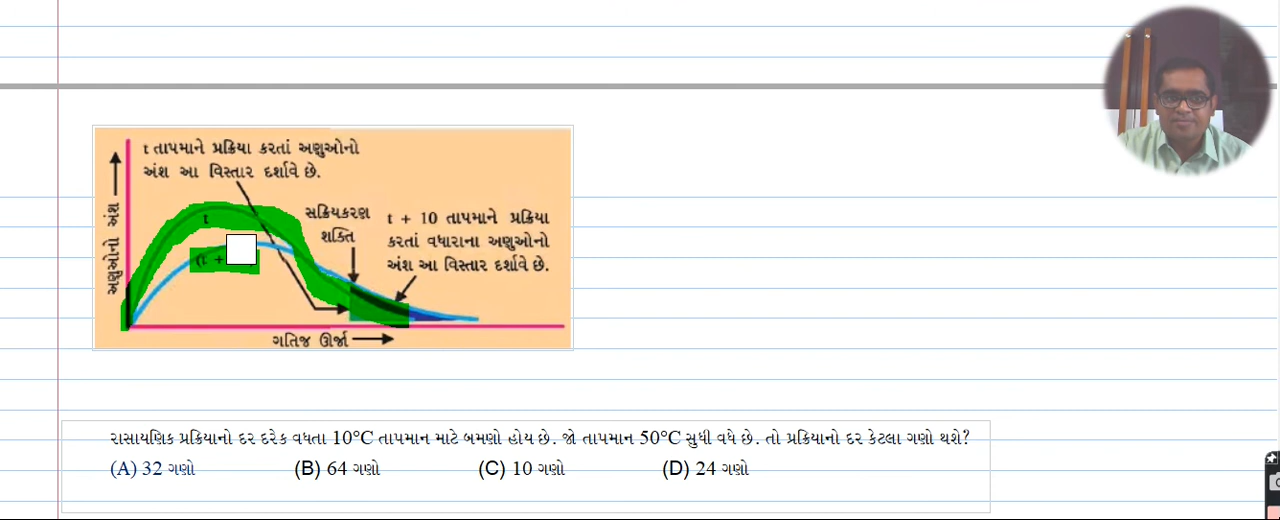 t તાપમાને પ્રક્રિયા કરતાં અણુઓનો
અંશ આ વિસ્તાર દર્શાવે છે.
સક્રિયકરણ
શક્તિ
t + 10 તાપમાને પ્રક્રિયા
કરતાં વધારાના અણુઓનો
અંશ આ વિસ્તાર દર્શાવે છે.
t
(t +
અણુઓનો અંશ
ગતિજ ઊર્જા
રાસાયણિક પ્રક્રિયાનો દર દરેક વધતા 10°C તાપમાન માટે બમણો હોય છે. જો તાપમાન 50°C સુધી વધે છે. તો પ્રક્રિયાનો દર કેટલા ગણો થશે?
(A) 32 ગણો (B) 64 ગણો (C) 10 ગણો (D) 24 ગણો